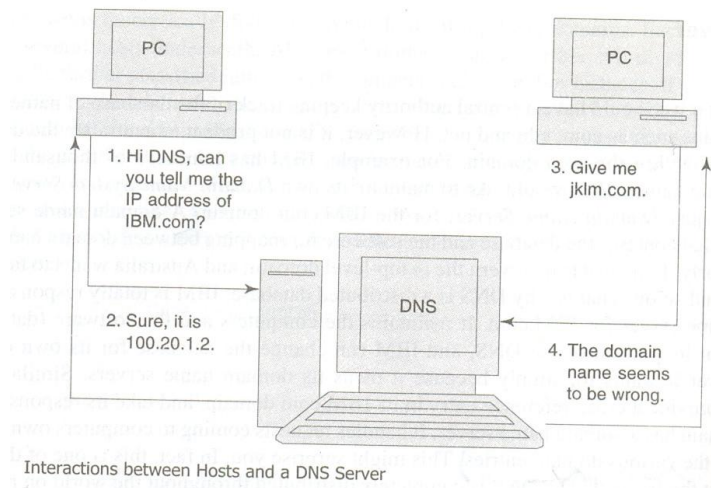 PC
PC
1. Hi DNS, can
you tell me the
IP address of
IBM.com?
3. Give me
jklm.com.
DNS
2. Sure, it is
100.20.1.2.
4. The domain
name seems
to be wrong.
Interactions between Hosts and a DNS Server